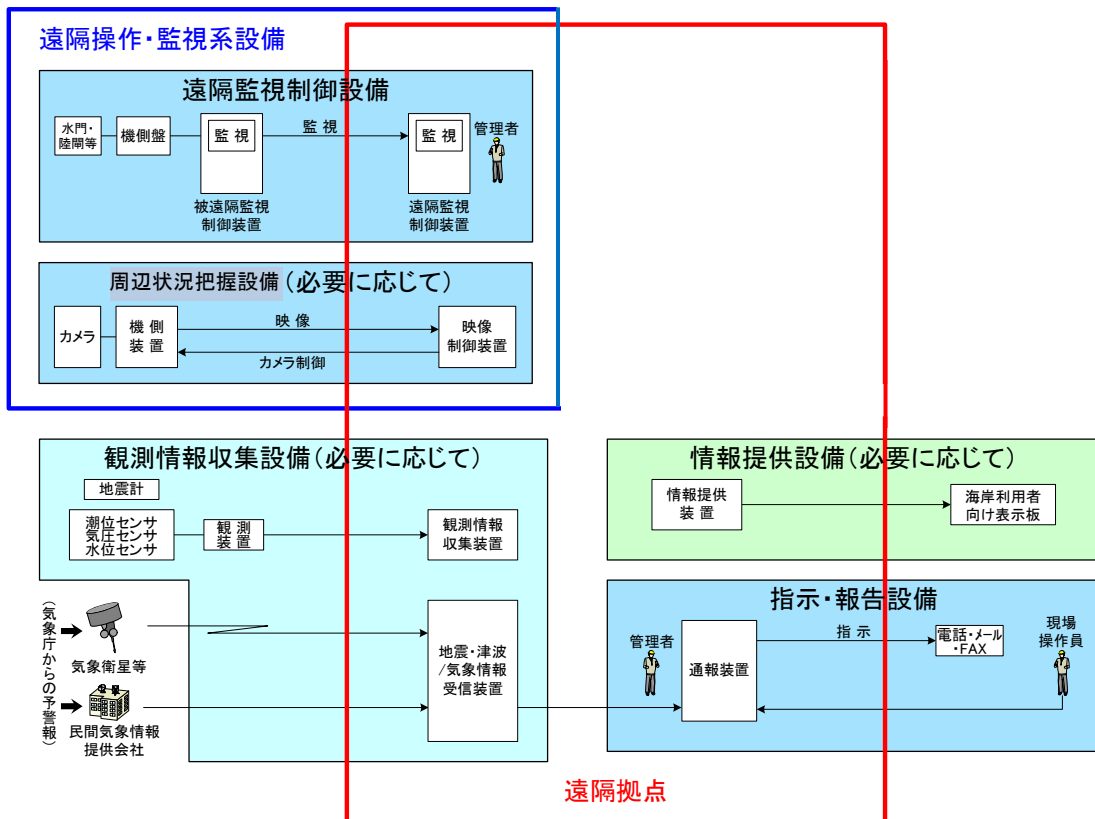 遠隔操作・監視系設備
遠隔監視制御設備
水門・
陸閘等
機側盤
監視
監視
監視
管理者
被遠隔監視
制御装置
遠隔監視
制御装置
周辺状況把握設備(必要に応じて)
カメラ
機側
装置
映像
カメラ制御
映像
制御装置
観測情報収集設備(必要に応じて)
地震計
潮位センサ
気圧センサ
水位センサ
観測
装置
観測情報
収集装置
(気象庁からの予警報)
気象衛星等
民間気象情報
提供会社
地震・津波
/気象情報
受信装置
情報提供設備(必要に応じて)
情報提供
装置
海岸利用者
向け表示板
指示・報告設備
管理者
通報装置
指示
電話・メール
・FAX
現場
操作員
遠隔拠点